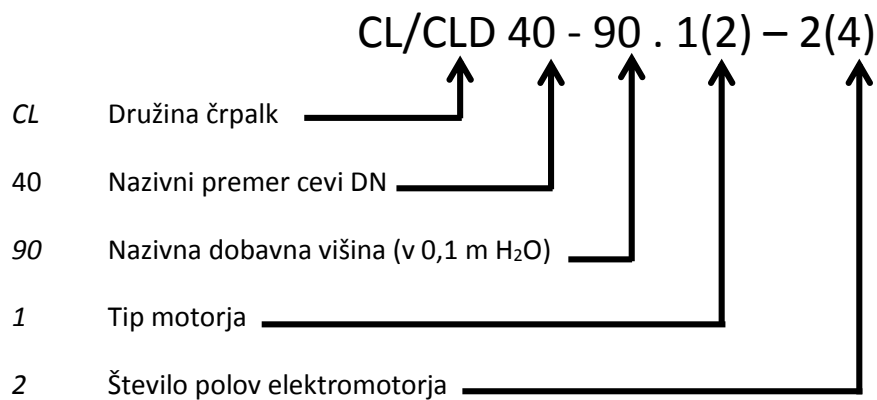 CL/CLD 40 - 90 . 1(2) – 2(4)
CL Družina črpalk
40 Nazivni premer cevi DN
90 Nazivna dobavna višina (v 0,1 m H₂O)
1 Tip motorja
2 Število polov elektromotorja